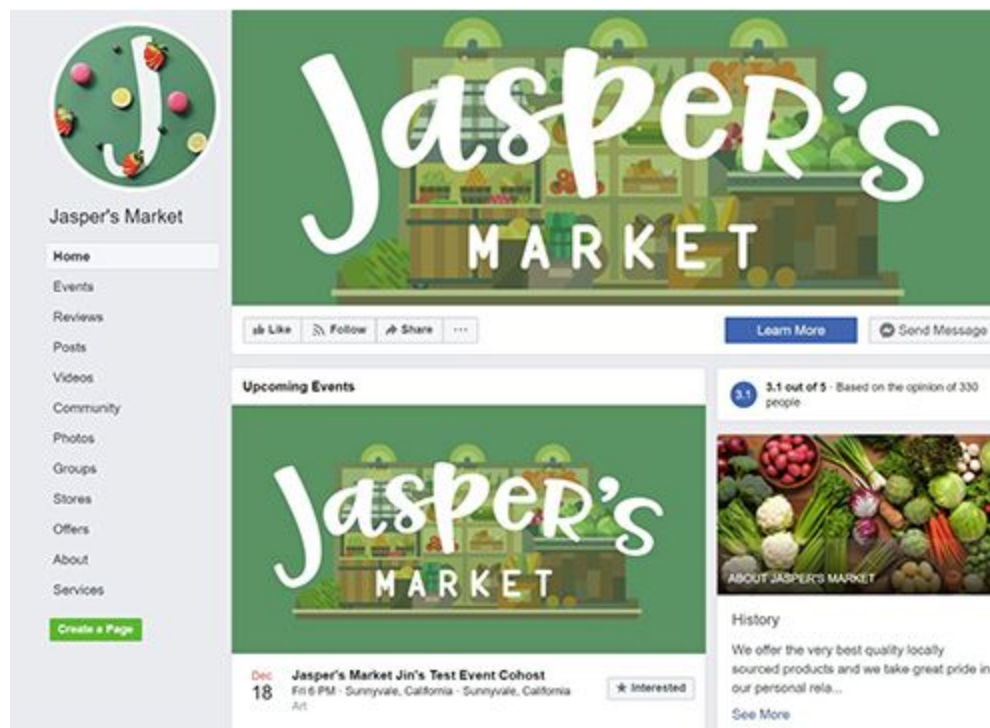 Jasper's
MARKET
Jasper's Market
Home
Events
Reviews
Posts
Videos
Community
Photos
Groups
Stores
Offers
About
Services
Create a Page
Like Follow Share ...
Learn More Send Message
Upcoming Events
Jasper's
MARKET
Dec
18
Jasper's Market Jin's Test Event Cohost
Fri 6 PM · Sunnyvale, California · Sunnyvale, California
Art
Interested
3.1
3.1 out of 5 · Based on the opinion of 330
people
ABOUT JASPER'S MARKET
History
We offer the very best quality locally
sourced products and we take great pride in
our personal rela...
See More